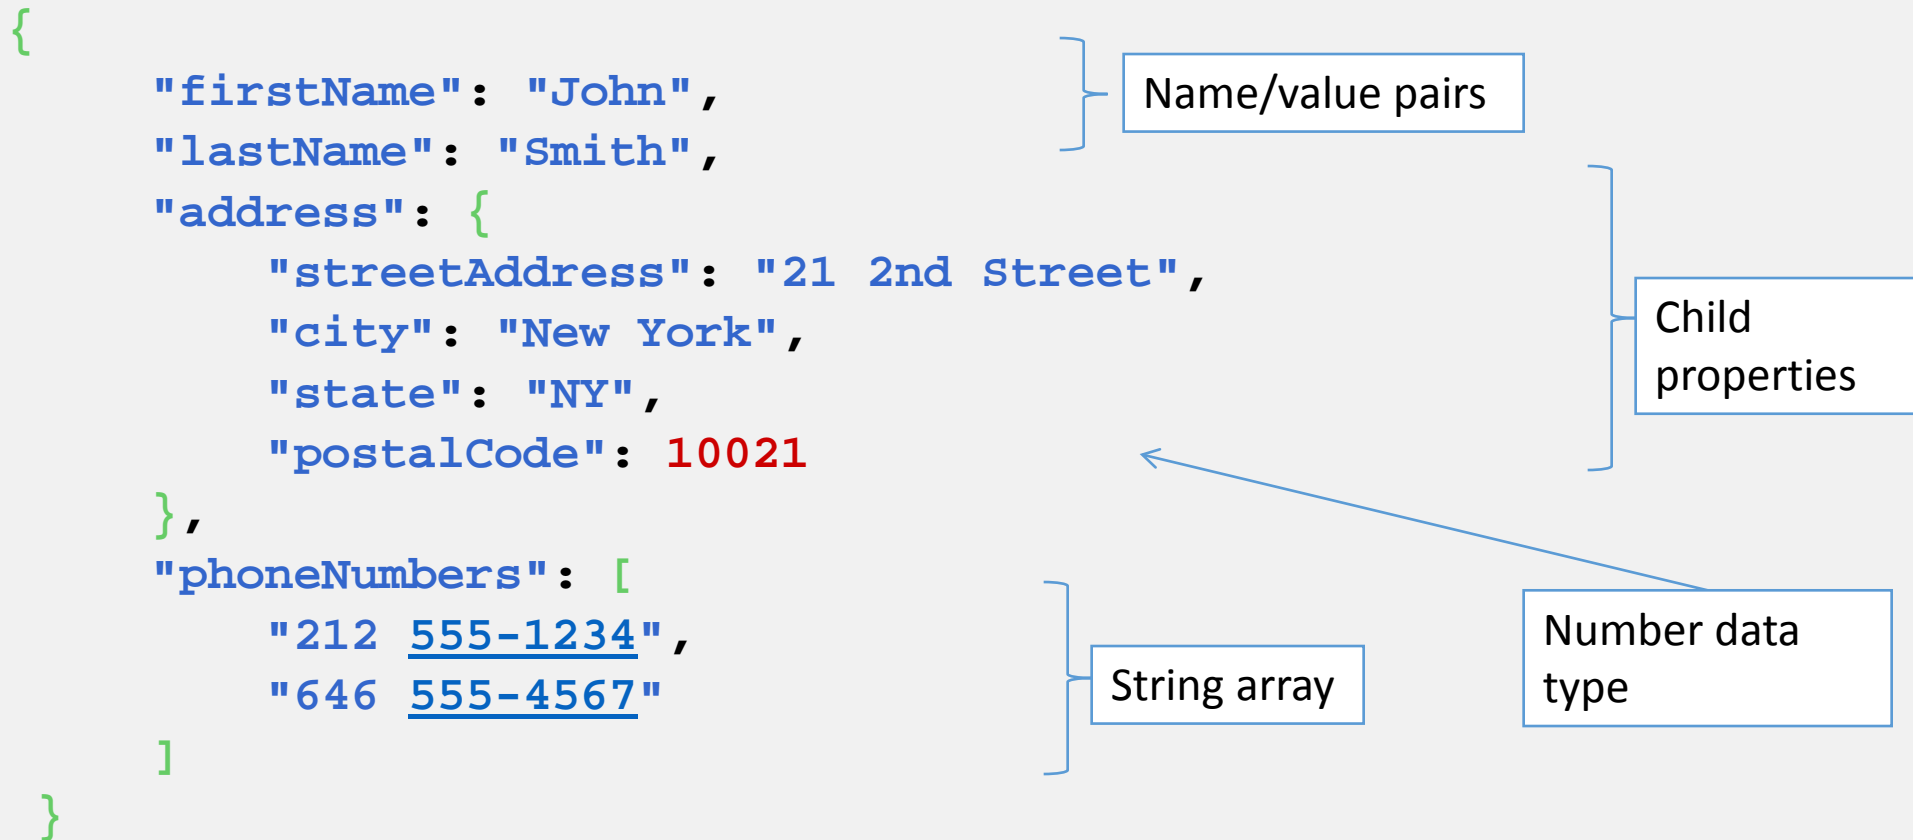 {
"firstName": "John",
"lastName": "Smith",
"address": {
"streetAddress": "21 2nd Street",
"city": "New York",
"state": "NY",
"postalCode": 10021
},
"phoneNumbers": [
"212 555-1234",
"646 555-4567"
]
}
Name/value pairs
Child
properties
Number data
type
String array